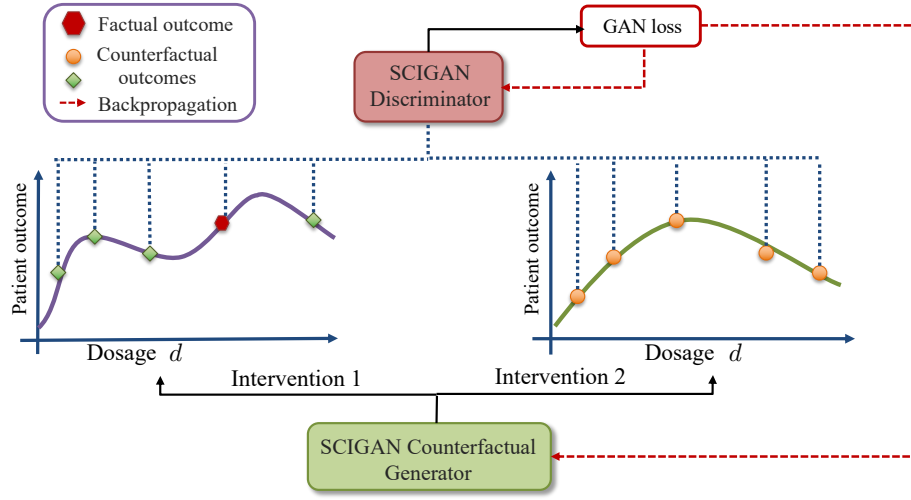 Factual outcome
Counterfactual
outcomes
Backpropagation
GAN loss
SCIGAN
Discriminator
Patient outcome
Dosage d
Patient outcome
Dosage d
Intervention 1
Intervention 2
SCIGAN Counterfactual
Generator